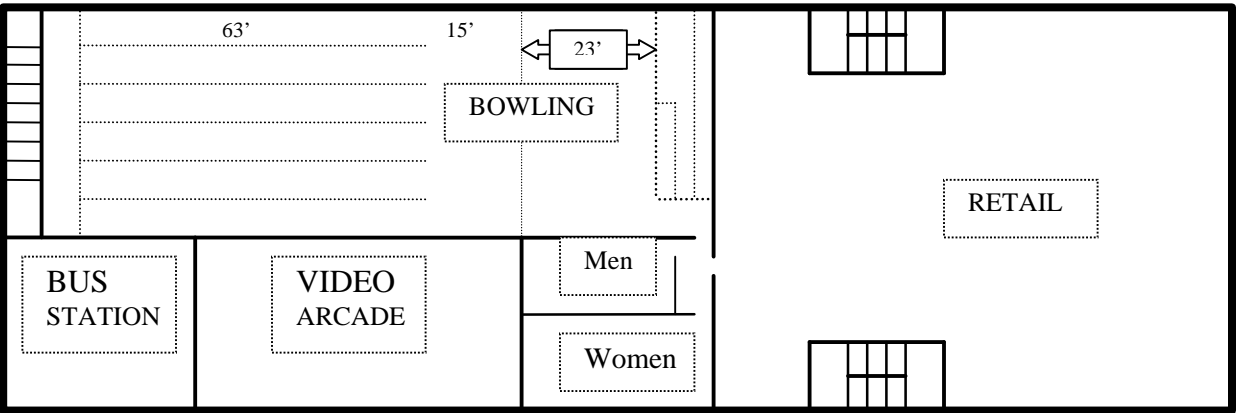 63’
15’
23’
BOWLING
RETAIL
Men
BUS
STATION
VIDEO
ARCADE
Women